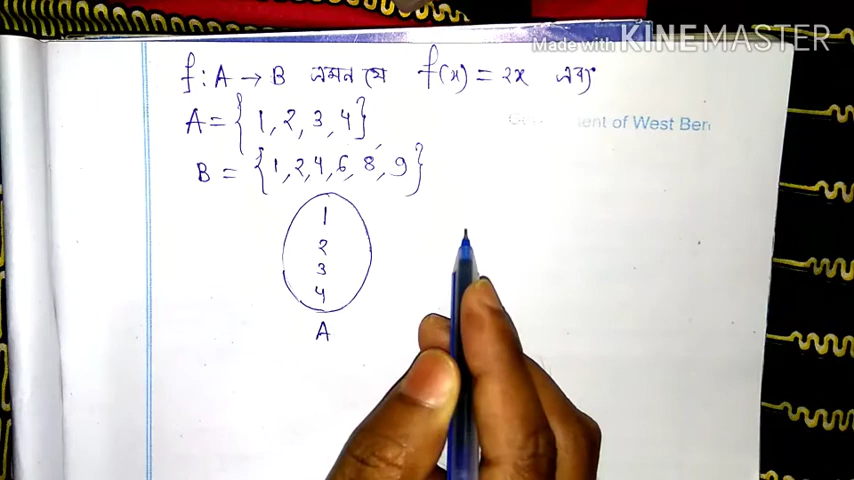 Made with KINEMASTER
f : A → B এমন যে f(x) = 2x এবং
A = {1, 2, 3, 4}
B = {1, 2, 4, 6, 8, 9}
1
2
3
4
A
of West Ben